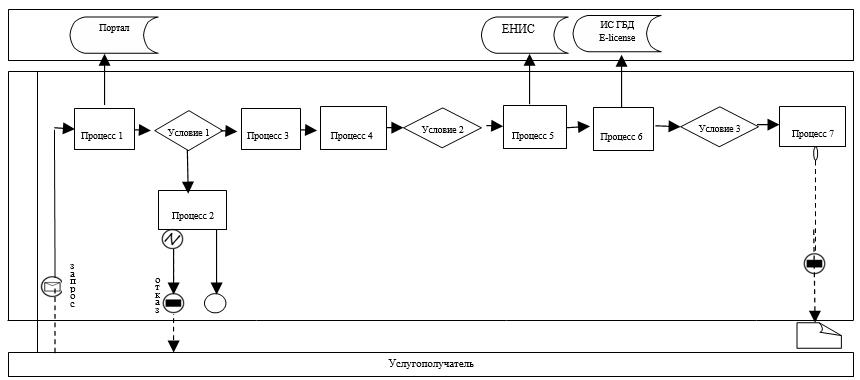 Портал
ЕНИС
ИС ГБД
E-license
Процесс 1
Условие 1
Процесс 3
Процесс 4
Условие 2
Процесс 5
Процесс 6
Условие 3
Процесс 7
Процесс 2
запрос
отказ
Услугополучатель